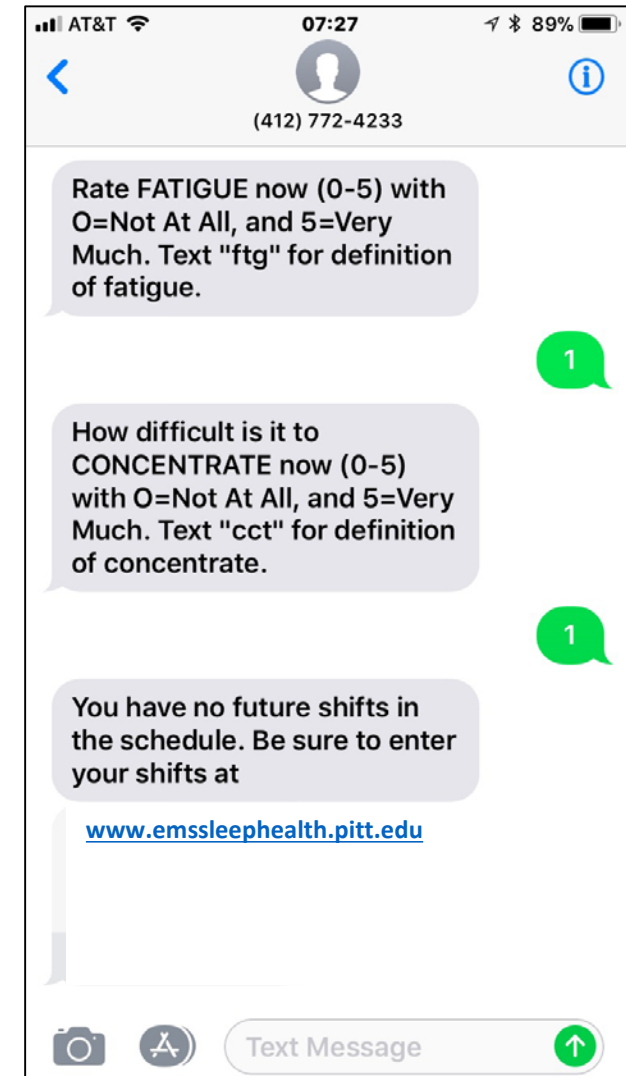 AT&T 07:27 89%
(412) 772-4233
Rate FATIGUE now (0-5) with
O=Not At All, and 5=Very
Much. Text "ftg" for definition
of fatigue.
1
How difficult is it to
CONCENTRATE now (0-5)
with O=Not At All, and 5=Very
Much. Text "cct" for definition
of concentrate.
1
You have no future shifts in
the schedule. Be sure to enter
your shifts at
www.emssleephealth.pitt.edu
Text Message